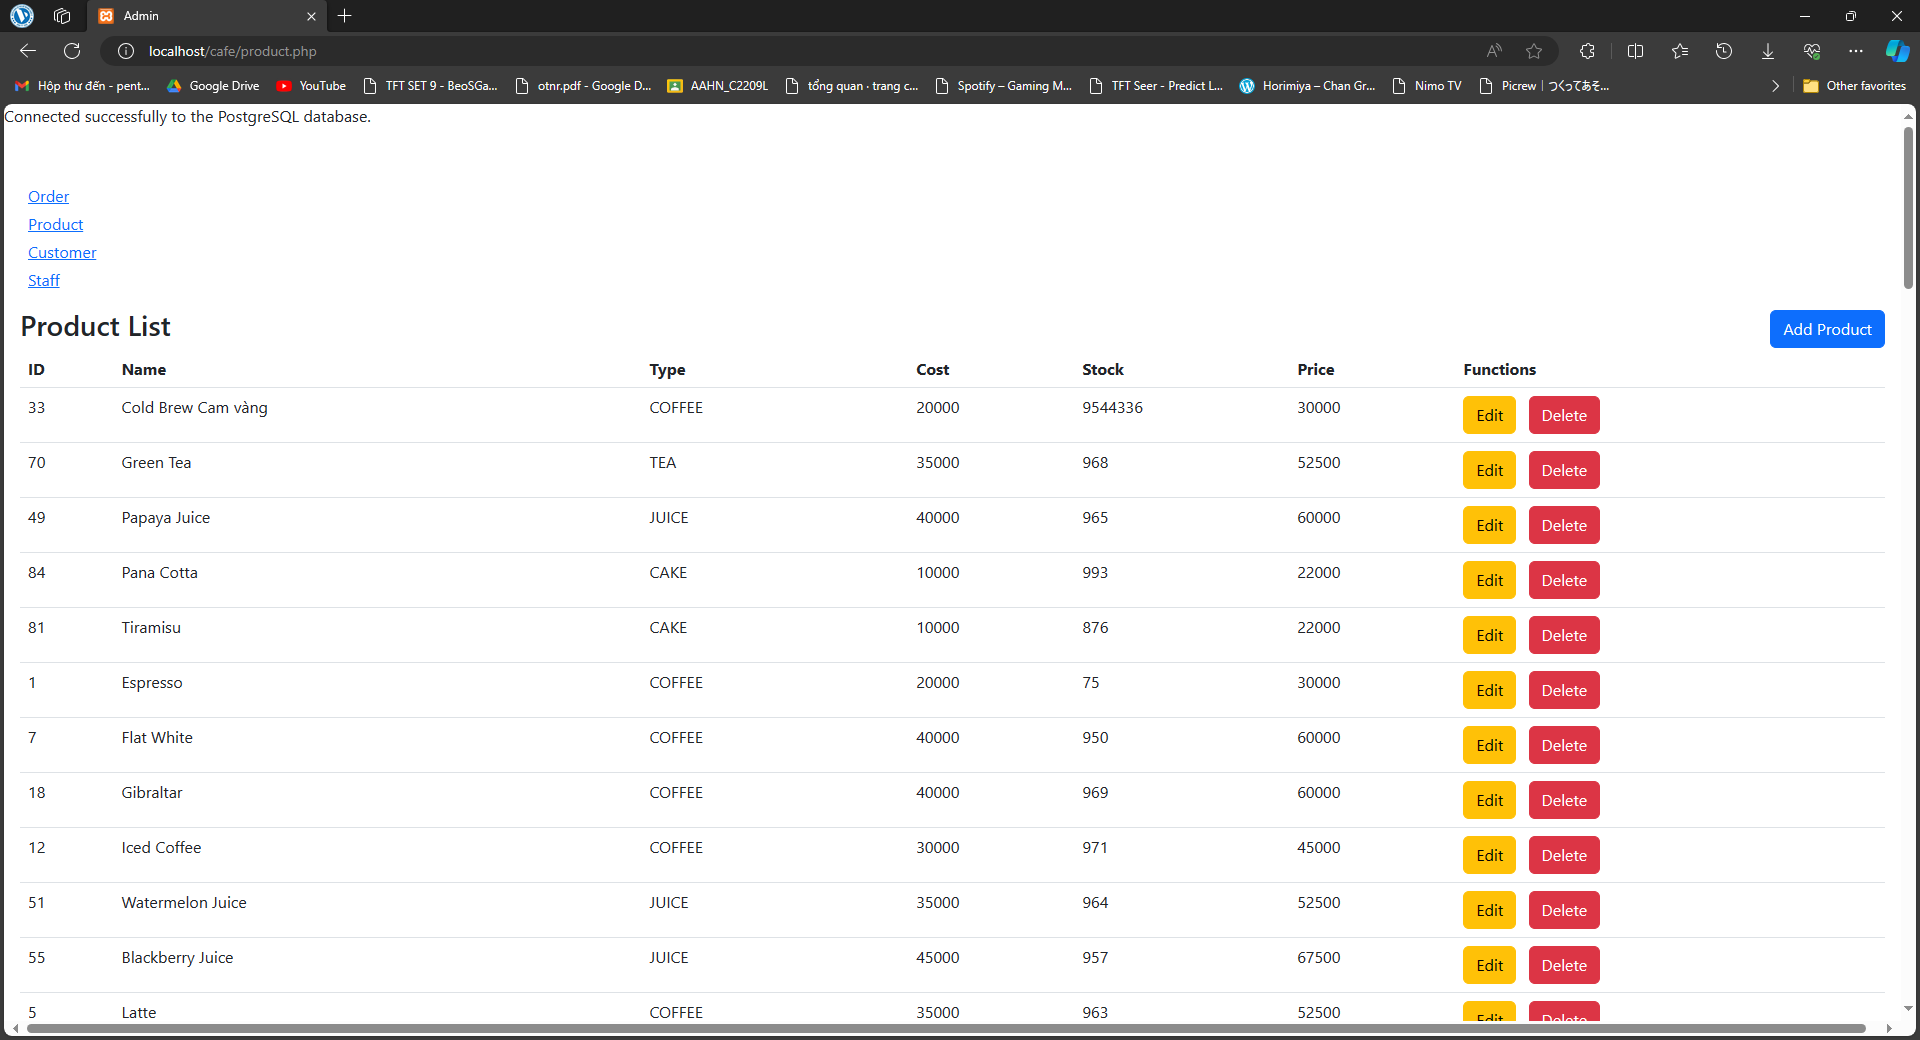 Admin
localhost/cafe/product.php
Hộp thư đến - pent... Google Drive YouTube TFT SET 9 - BeoSGa... otnr.pdf - Google D... AAHN_C2209L tổng quan · trang c... Spotify – Gaming M... TFT Seer - Predict L... Horimiya – Chan Gr... Nimo TV Picrew | つくってあそ... Other favorites
Connected successfully to the PostgreSQL database.
Order
Product
Customer
Staff
Product List Add Product
ID Name Type Cost Stock Price Functions
33 Cold Brew Cam vàng COFFEE 20000 9544336 30000 Edit Delete
70 Green Tea TEA 35000 968 52500 Edit Delete
49 Papaya Juice JUICE 40000 965 60000 Edit Delete
84 Pana Cotta CAKE 10000 993 22000 Edit Delete
81 Tiramisu CAKE 10000 876 22000 Edit Delete
1 Espresso COFFEE 20000 75 30000 Edit Delete
7 Flat White COFFEE 40000 950 60000 Edit Delete
18 Gibraltar COFFEE 40000 969 60000 Edit Delete
12 Iced Coffee COFFEE 30000 971 45000 Edit Delete
51 Watermelon Juice JUICE 35000 964 52500 Edit Delete
55 Blackberry Juice JUICE 45000 957 67500 Edit Delete
5 Latte COFFEE 35000 963 52500 Edit Delete